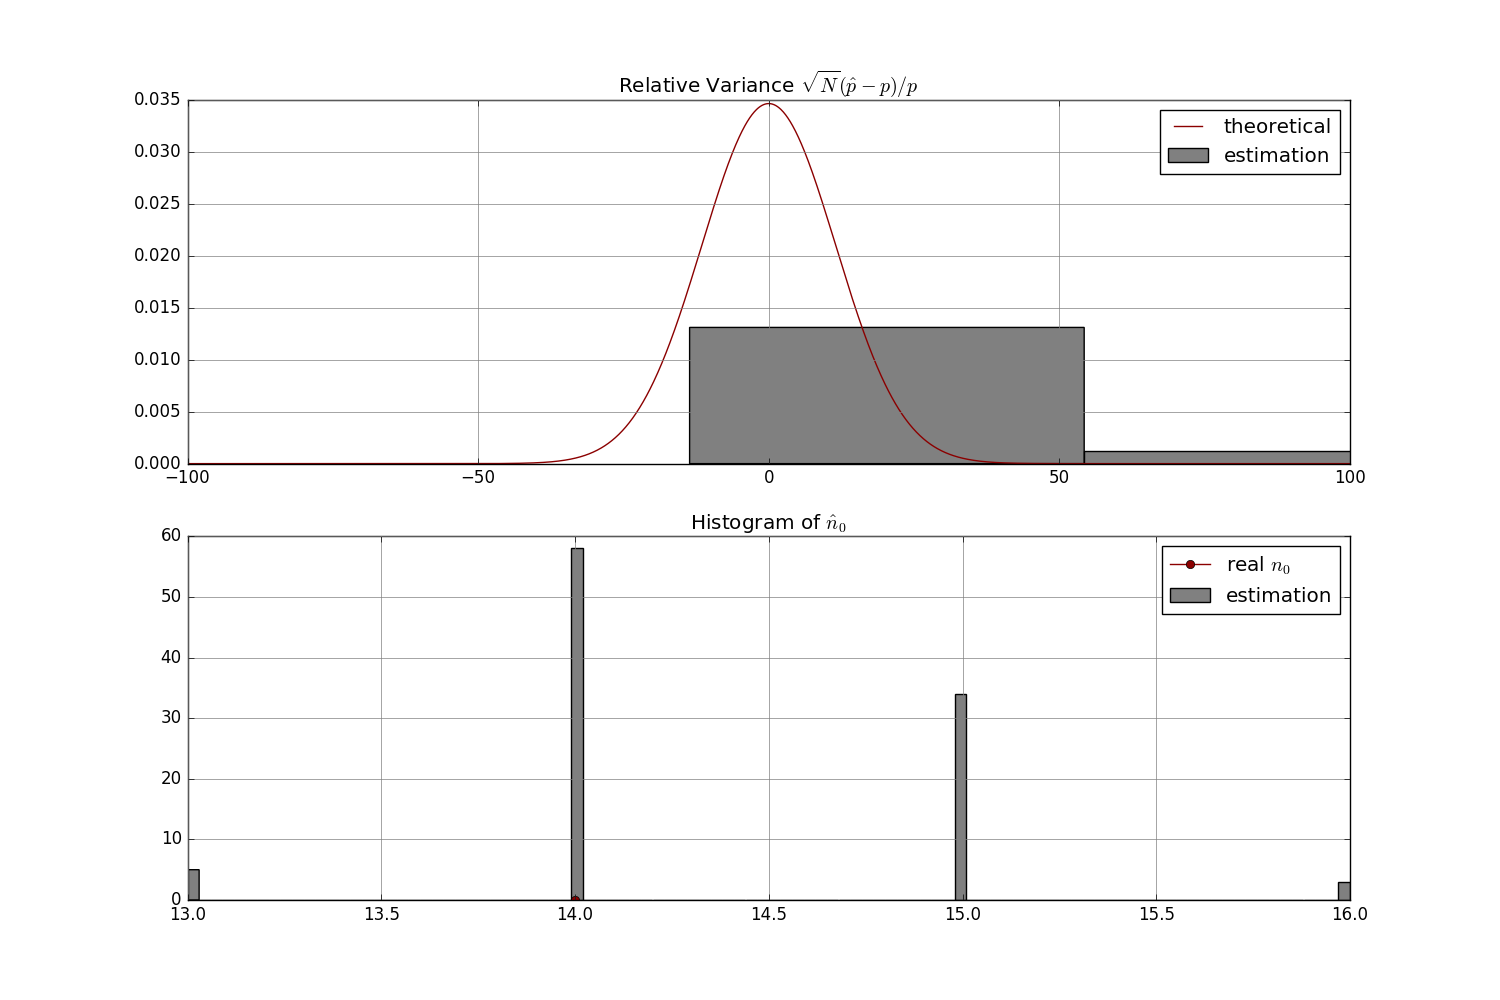 Relative Variance √N(p̂ − p)/p
0.035
0.030
0.025
0.020
0.015
0.010
0.005
0.000
theoretical
estimation
−100 −50 0 50 100
Histogram of n̂₀
60
50
40
30
20
10
0
real n₀
estimation
13.0 13.5 14.0 14.5 15.0 15.5 16.0